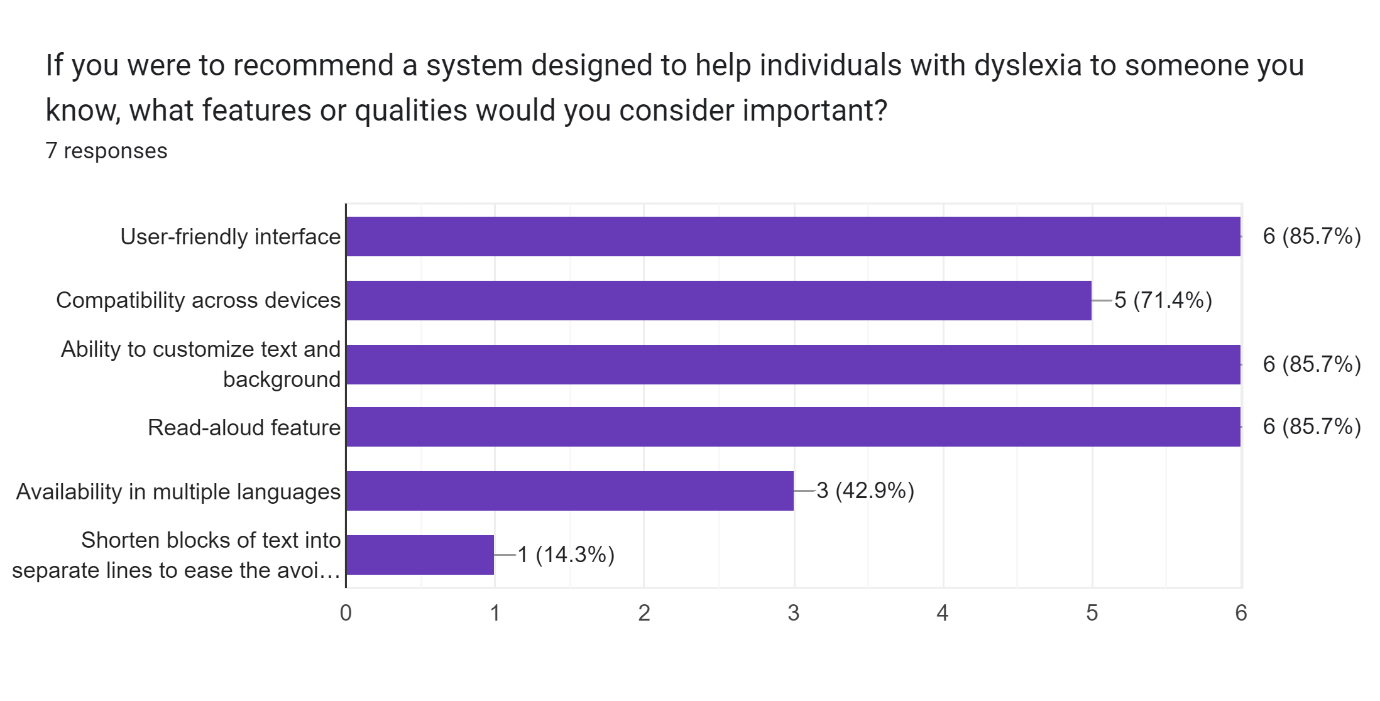 If you were to recommend a system designed to help individuals with dyslexia to someone you
know, what features or qualities would you consider important?
7 responses
User-friendly interface
6 (85.7%)
Compatibility across devices
5 (71.4%)
Ability to customize text and
background
6 (85.7%)
Read-aloud feature
6 (85.7%)
Availability in multiple languages
3 (42.9%)
Shorten blocks of text into
separate lines to ease the avoi…
1 (14.3%)
0 1 2 3 4 5 6